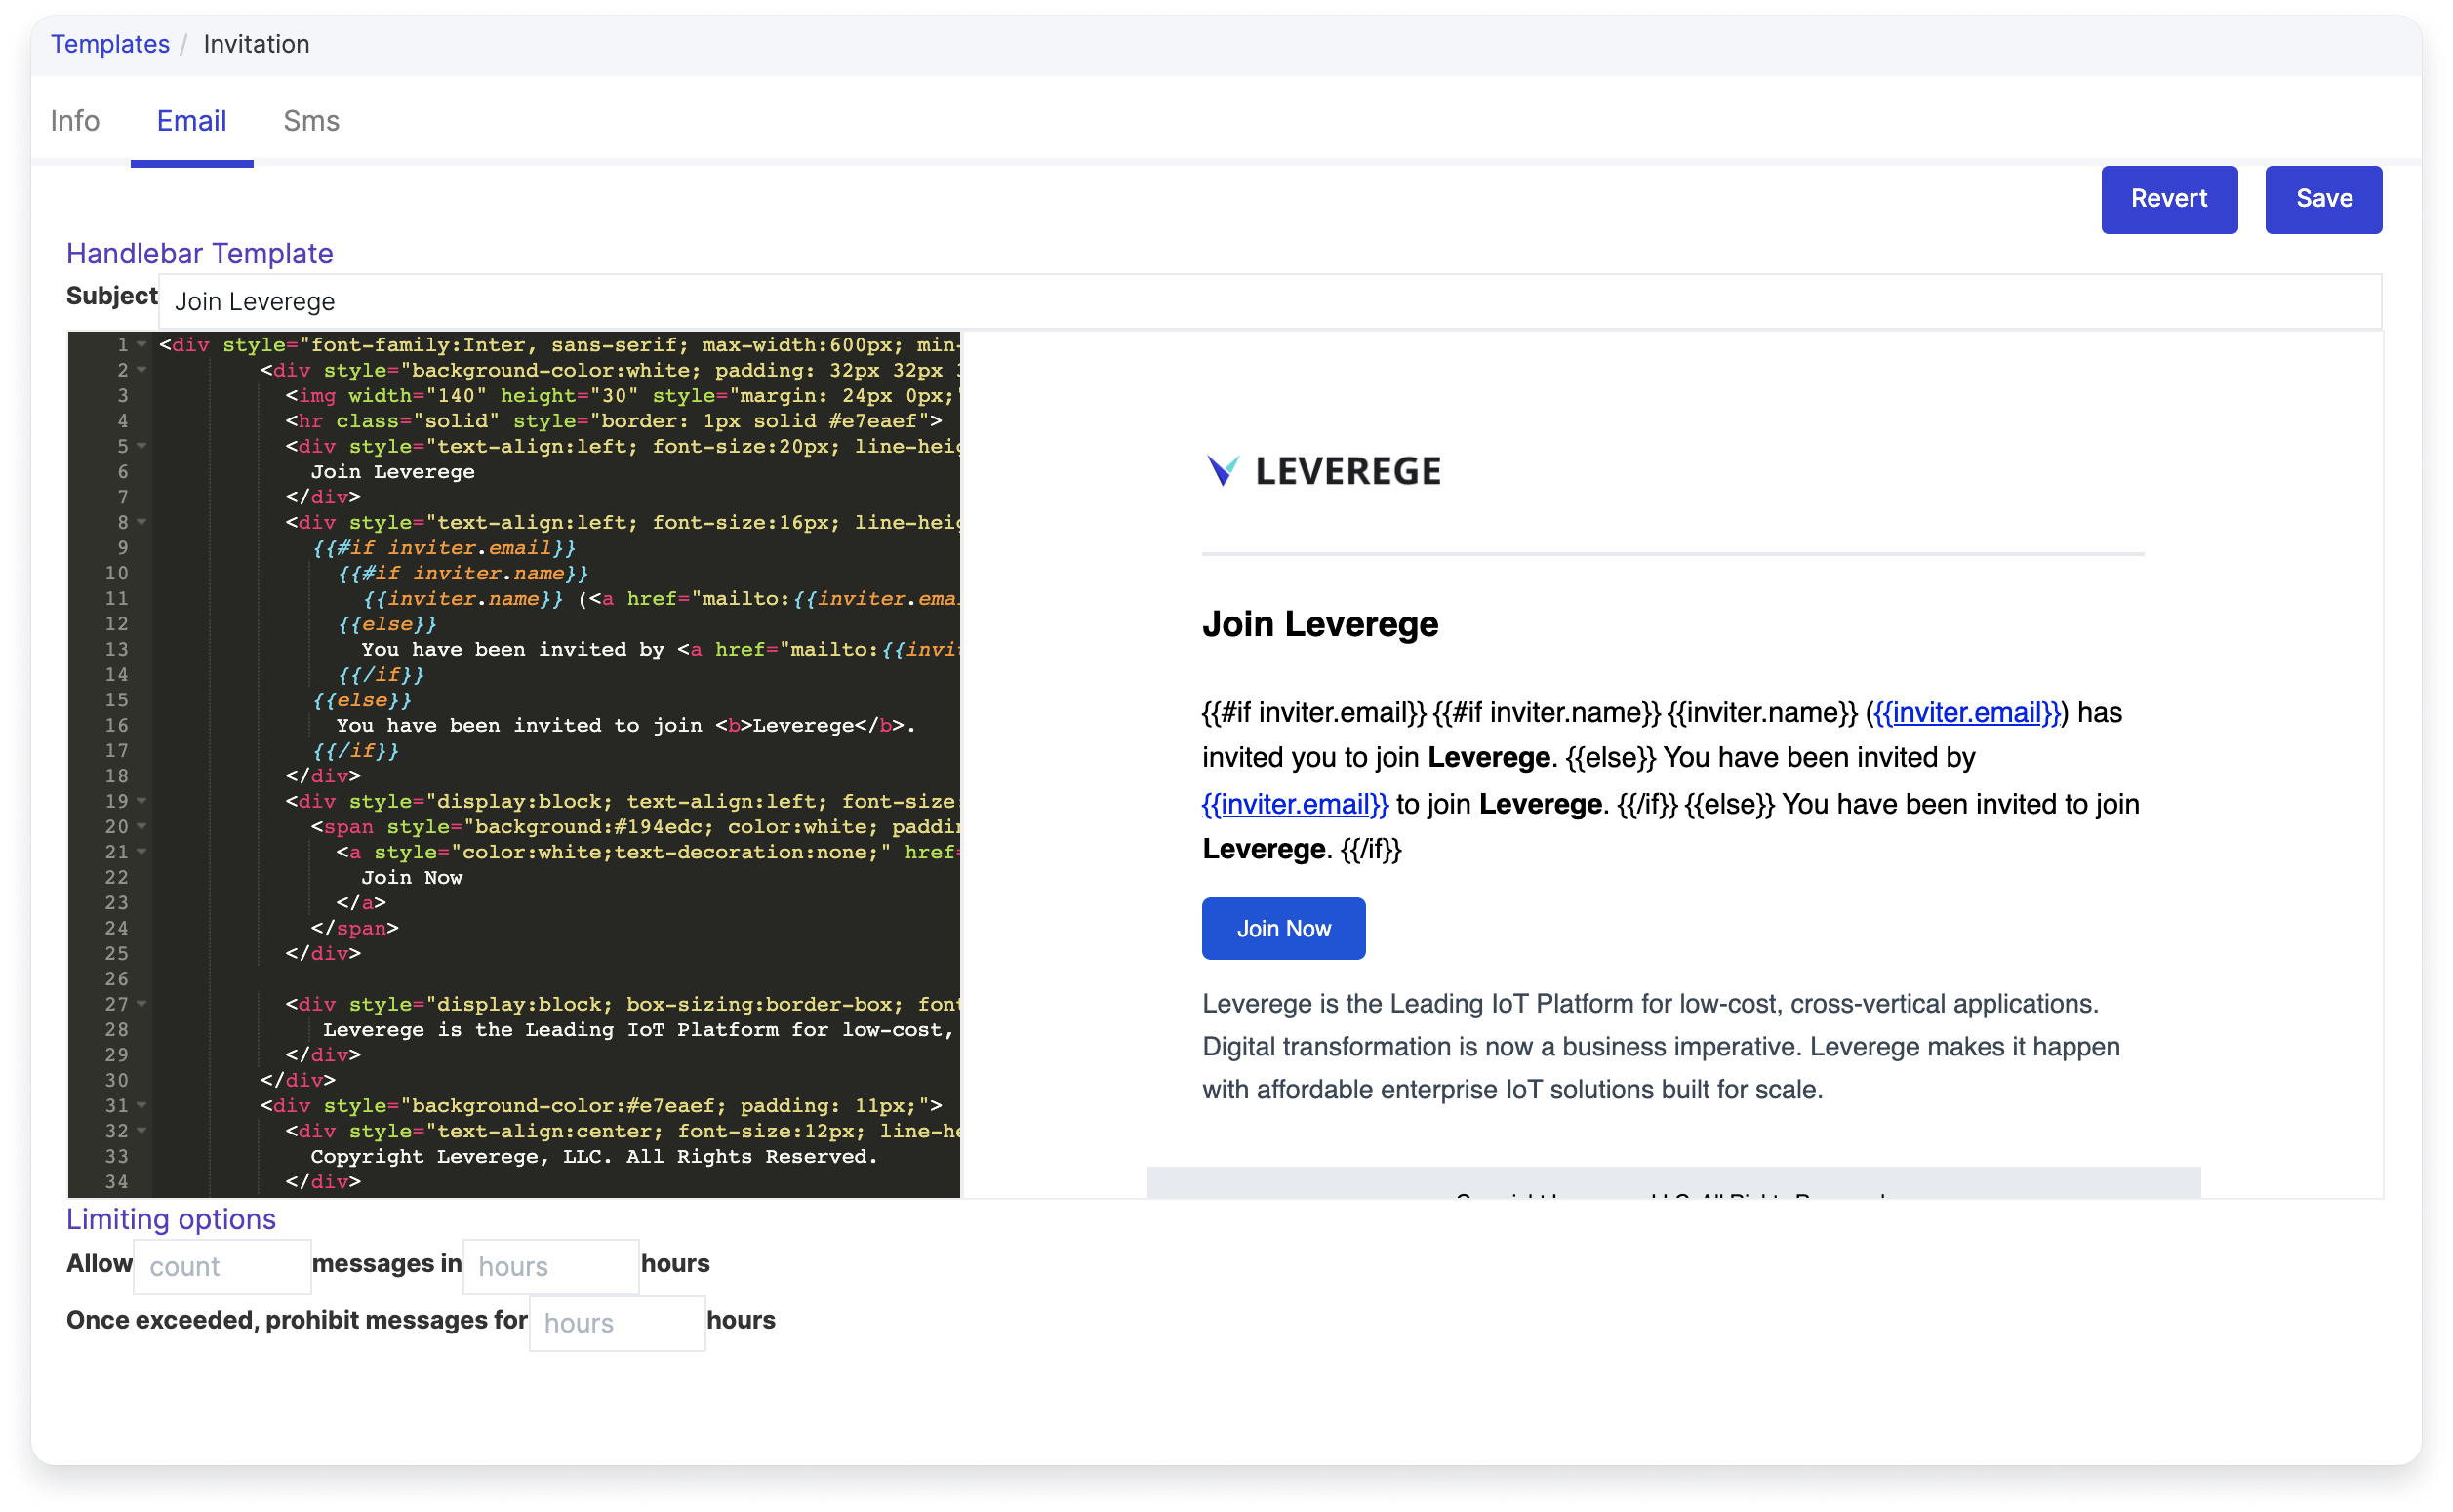 Templates / Invitation
Info Email Sms
Revert Save
Handlebar Template
Subject Join Leverege
1 <div style="font-family:Inter, sans-serif; max-width:600px; min-
2 <div style="background-color:white; padding: 32px 32px
3 <img width="140" height="30" style="margin: 24px 0px;"
4 <hr class="solid" style="border: 1px solid #e7eaef">
5 <div style="text-align:left; font-size:20px; line-heig
6 Join Leverege
7 </div>
8 <div style="text-align:left; font-size:16px; line-heig
9 {{#if inviter.email}}
10 {{#if inviter.name}}
11 {{inviter.name}} (<a href="mailto:{{inviter.emai
12 {{else}}
13 You have been invited by <a href="mailto:{{invit
14 {{/if}}
15 {{else}}
16 You have been invited to join <b>Leverege</b>.
17 {{/if}}
18 </div>
19 <div style="display:block; text-align:left; font-size:
20 <span style="background:#194edc; color:white; paddin
21 <a style="color:white;text-decoration:none;" href=
22 Join Now
23 </a>
24 </span>
25 </div>
26
27 <div style="display:block; box-sizing:border-box; font
28 Leverege is the Leading IoT Platform for low-cost,
29 </div>
30 </div>
31 <div style="background-color:#e7eaef; padding: 11px;">
32 <div style="text-align:center; font-size:12px; line-he
33 Copyright Leverege, LLC. All Rights Reserved.
34 </div>
LEVEREGE
Join Leverege
{{#if inviter.email}} {{#if inviter.name}} {{inviter.name}} ({{inviter.email}}) has
invited you to join Leverege. {{else}} You have been invited by
{{inviter.email}} to join Leverege. {{/if}} {{else}} You have been invited to join
Leverege. {{/if}}
Join Now
Leverege is the Leading IoT Platform for low-cost, cross-vertical applications.
Digital transformation is now a business imperative. Leverege makes it happen
with affordable enterprise IoT solutions built for scale.
Limiting options
Allow count messages in hours hours
Once exceeded, prohibit messages for hours hours